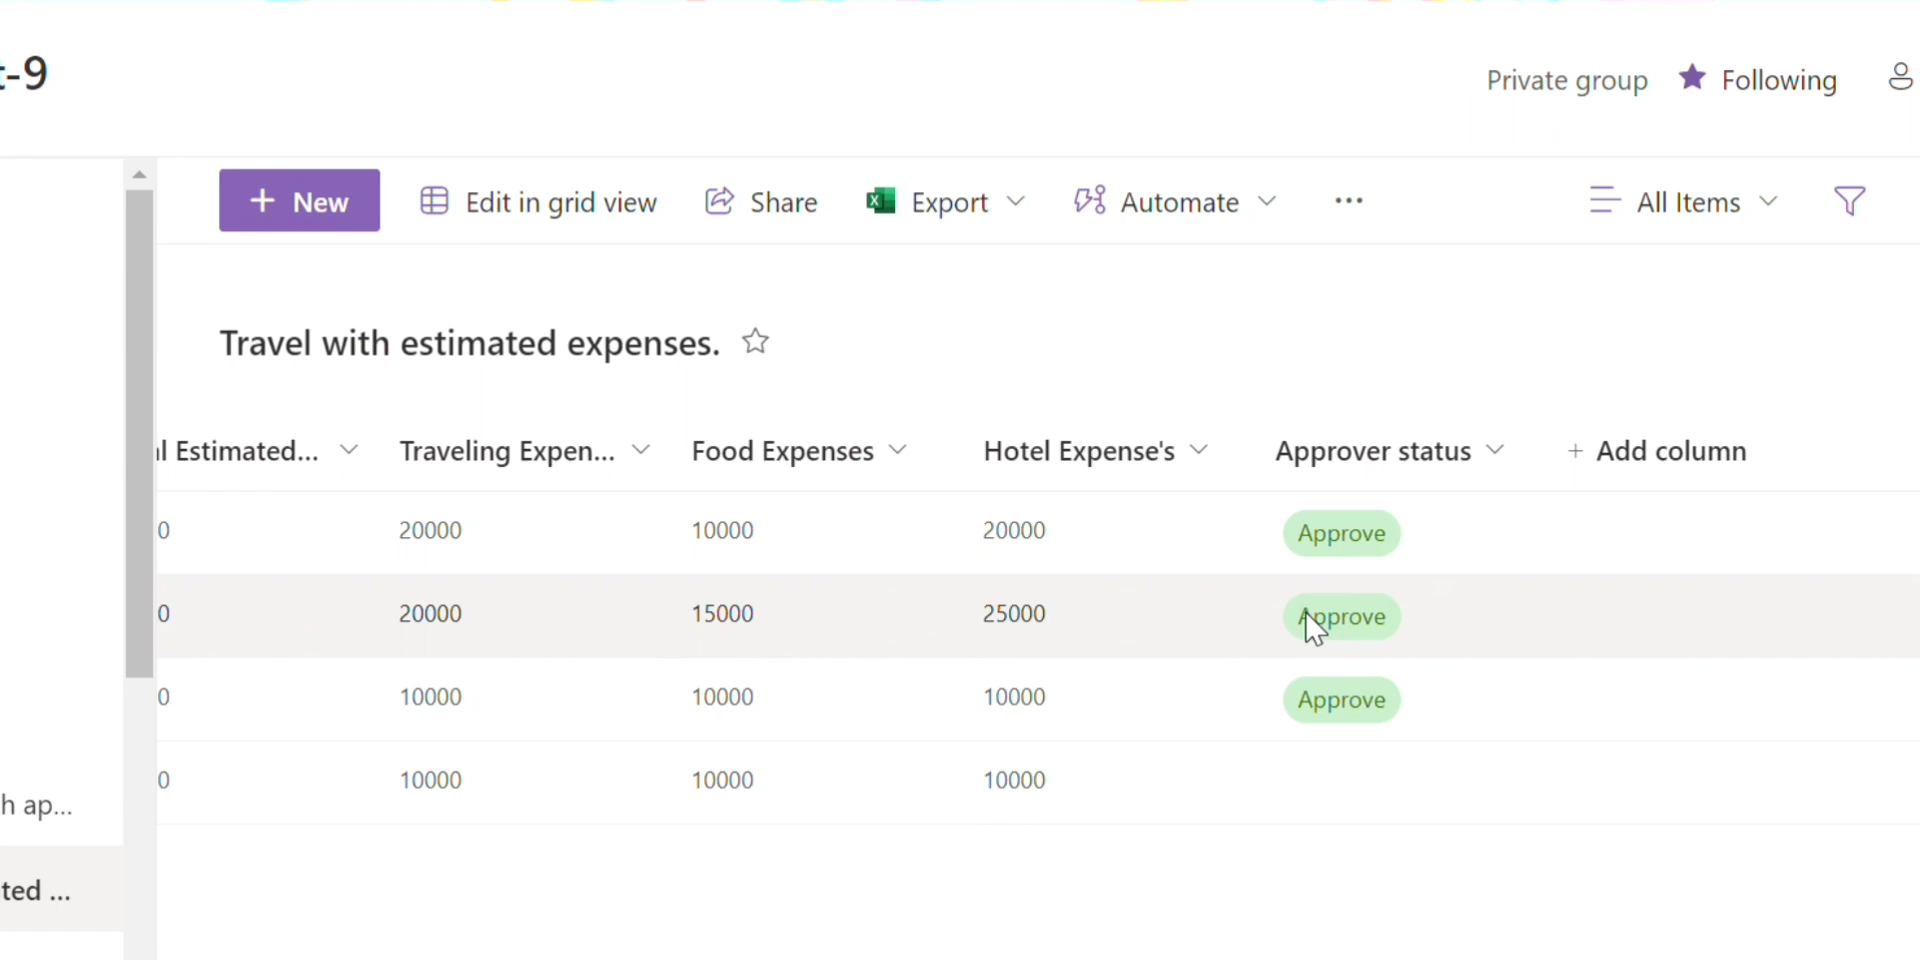 t-9
Private group Following
New Edit in grid view Share Export Automate ... All Items
Travel with estimated expenses.
l Estimated... Traveling Expen... Food Expenses Hotel Expense's Approver status + Add column
0 20000 10000 20000 Approve
0 20000 15000 25000 Approve
0 10000 10000 10000 Approve
0 10000 10000 10000
h ap...
ted ...